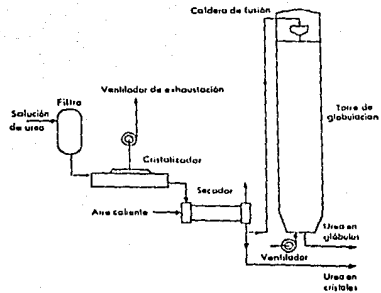 Caldera de fusión
Ventilador de exhaustación
Torre de
globulación
Filtro
Solución
de urea
Cristalizador
Secador
Aire caliente
Urea en
glóbulos
Ventilador
Urea en
cristales